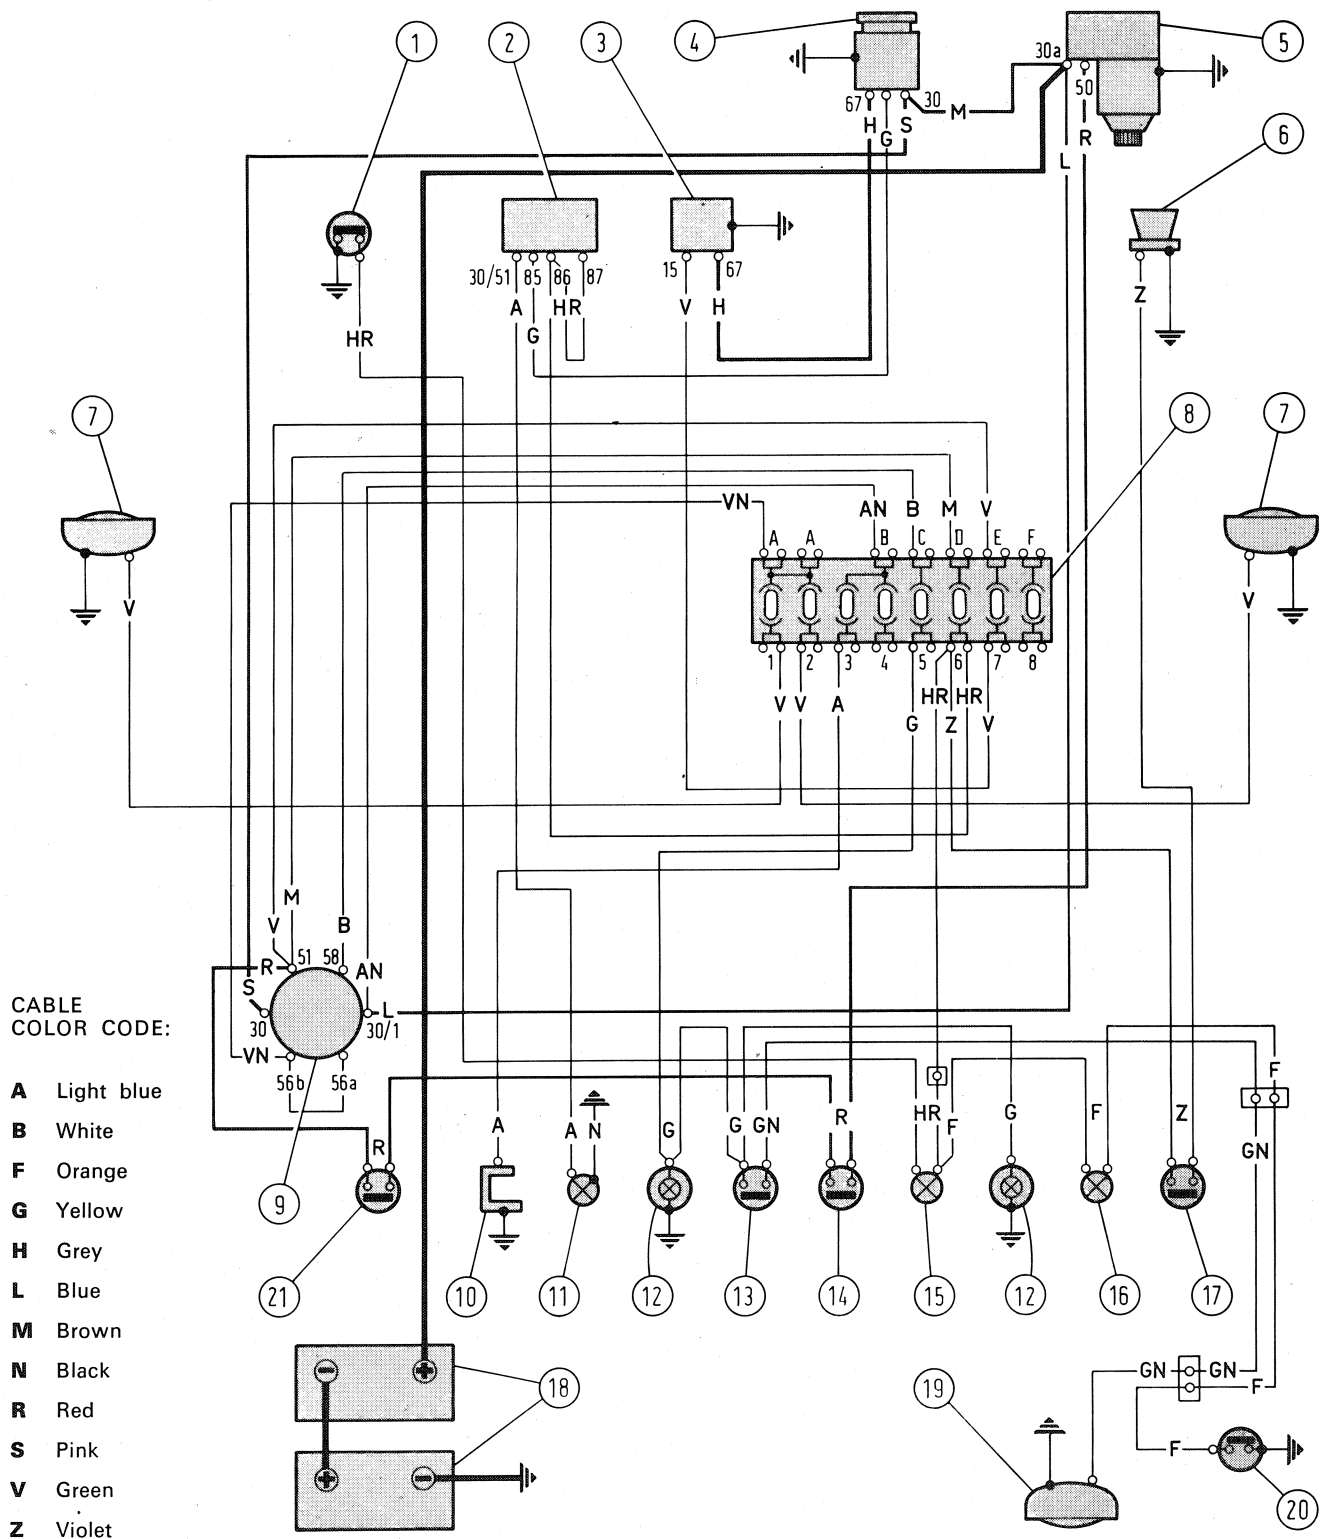 1
2
3
4
5
30a
67
30
M
50
H
G
S
R
L
6
30/51
85
86
87
15
67
A
G
HR
V
H
Z
HR
7
8
7
VN
AN
B
M
V
A
A
B
C
D
E
F
V
V
1
2
3
4
5
6
7
8
V
V
A
HR
HR
G
Z
V
M
V
B
51
58
R
AN
S
L
30
30/1
VN
56b
56a
F
A
A
N
G
G
GN
R
HR
F
G
F
Z
GN
R
9
21
10
11
12
13
14
15
12
16
17
18
19
GN
GN
F
F
20
CABLE
COLOR CODE:
A Light blue
B White
F Orange
G Yellow
H Grey
L Blue
M Brown
N Black
R Red
S Pink
V Green
Z Violet